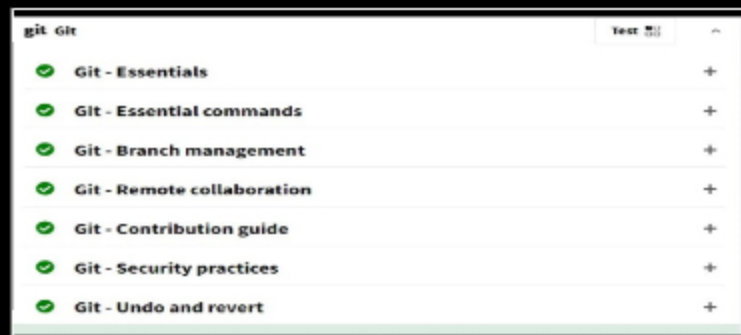 git Git Test
Git - Essentials
Git - Essential commands
Git - Branch management
Git - Remote collaboration
Git - Contribution guide
Git - Security practices
Git - Undo and revert